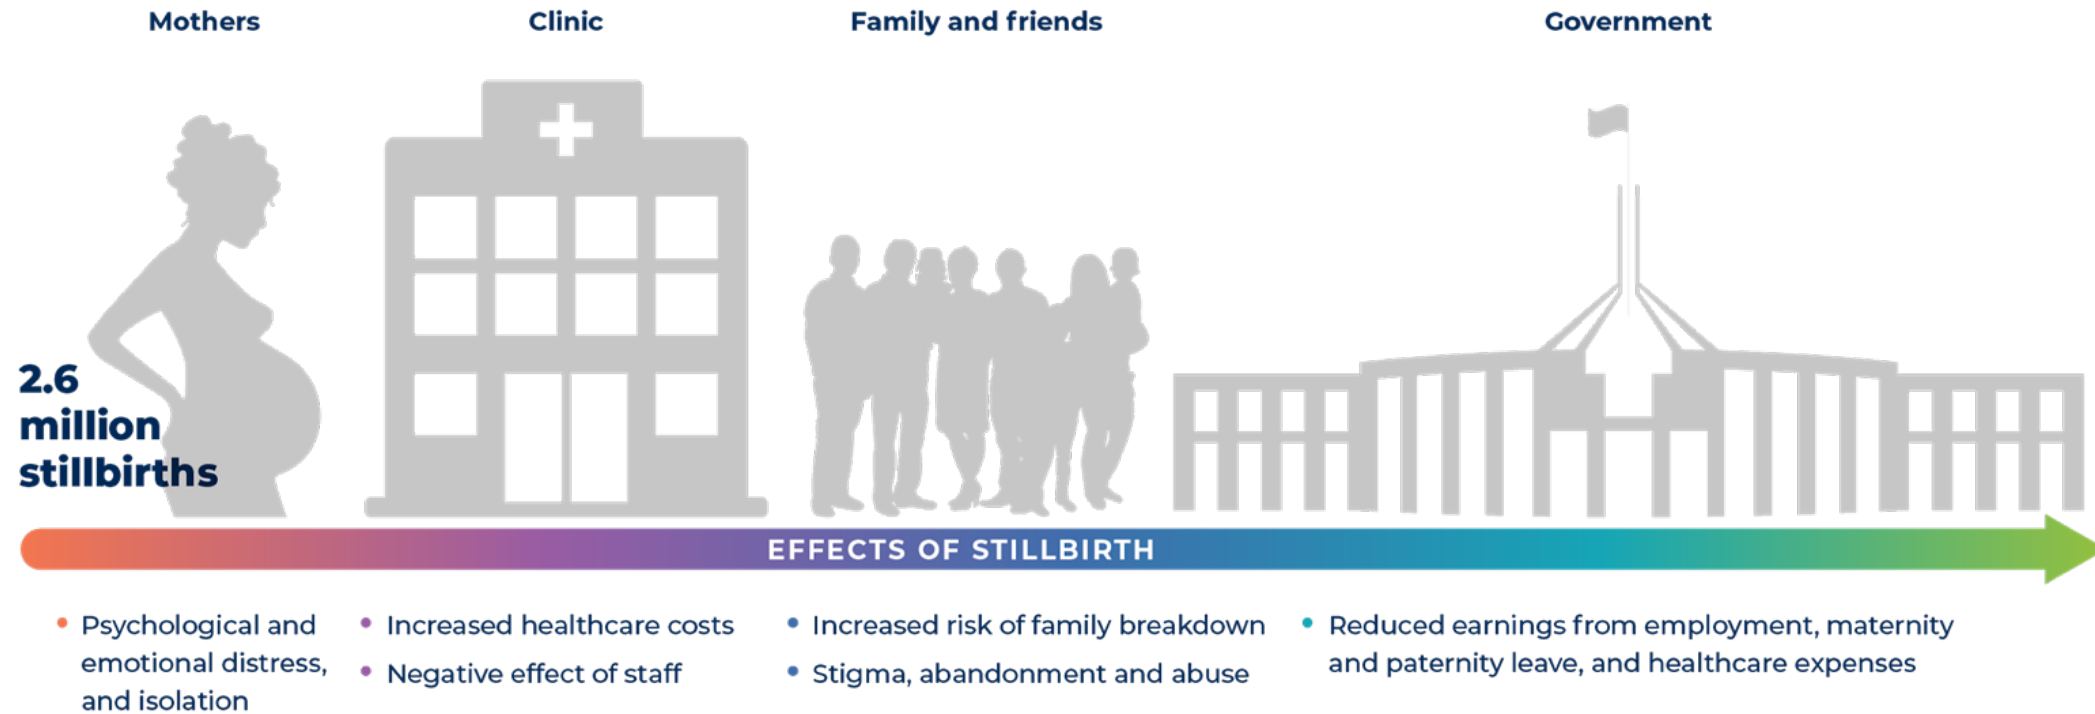 Mothers
Clinic
Family and friends
Government
2.6
million
stillbirths
EFFECTS OF STILLBIRTH
• Psychological and
emotional distress,
and isolation
• Increased healthcare costs
• Negative effect of staff
• Increased risk of family breakdown
• Stigma, abandonment and abuse
• Reduced earnings from employment, maternity
and paternity leave, and healthcare expenses